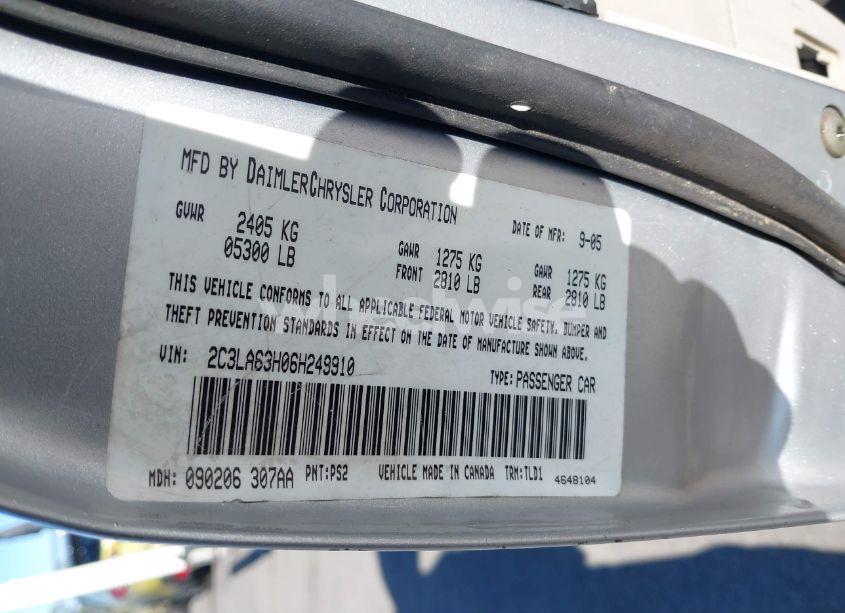 MFD BY DAIMLERCHRYSLER CORPORATION
DATE OF MFR: 9-05
GVWR 2405 KG
05300 LB
GAWR FRONT 1275 KG
2810 LB
GAWR REAR 1275 KG
2810 LB
THIS VEHICLE CONFORMS TO ALL APPLICABLE FEDERAL MOTOR VEHICLE SAFETY, BUMPER AND
THEFT PREVENTION STANDARDS IN EFFECT ON THE DATE OF MANUFACTURE SHOWN ABOVE.
VIN: 2C3LA63H06H249910
TYPE: PASSENGER CAR
MDH: 090206 307AA PNT:PS2 VEHICLE MADE IN CANADA TRM:TLD1 4648104
wheelwise